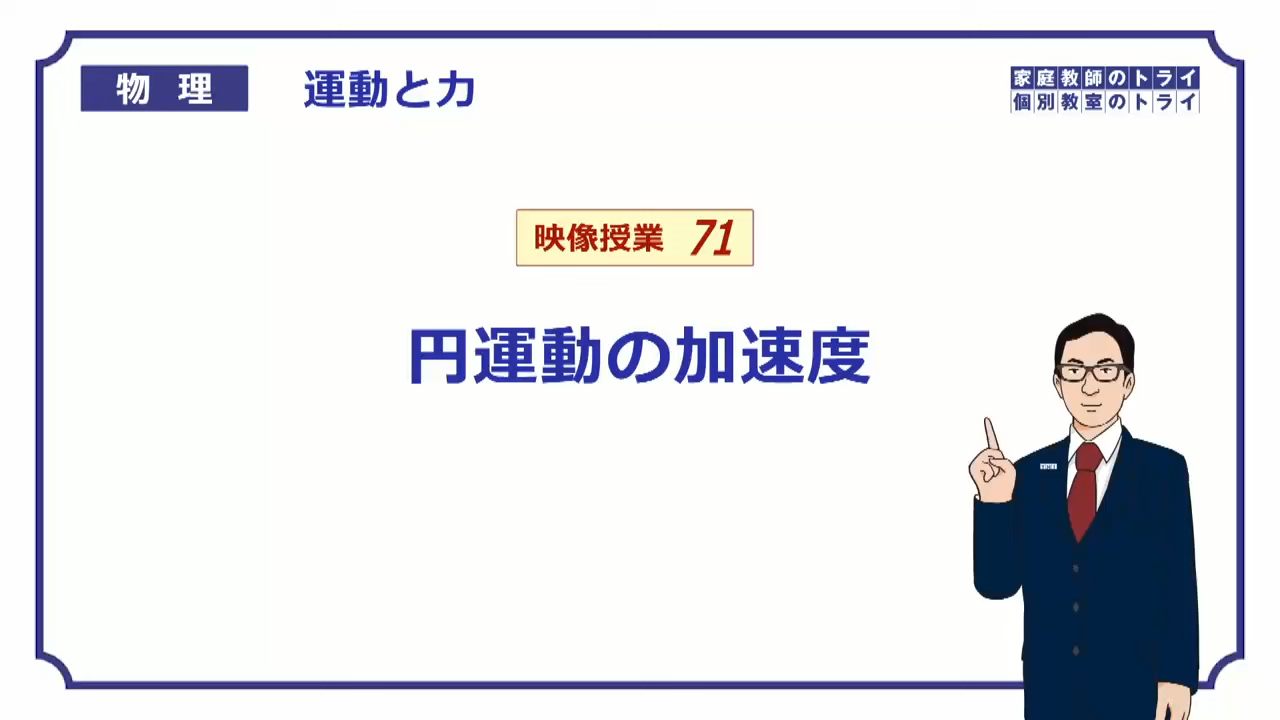 物理 運動と力
家庭教師のトライ
個別教室のトライ
映像授業 71
円運動の加速度